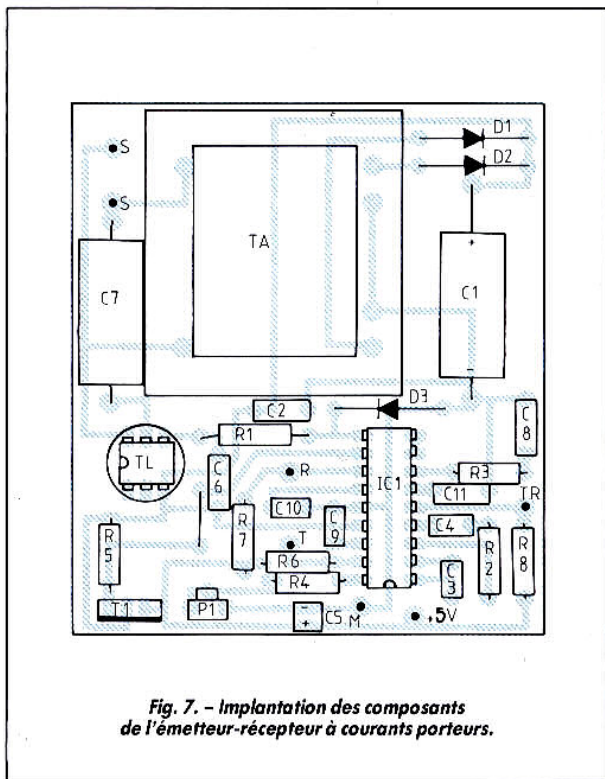 S
D1
D2
S
TA
C7
C1
+
-
D3
C2
C8
R1
TL
C6
R
IC1
R3
C11
TR
R5
R7
C10
C9
C4
T
R6
R2
R8
R4
C3
T1
P1
-
+
C5
M
+5V
Fig. 7. – Implantation des composants
de l'émetteur-récepteur à courants porteurs.